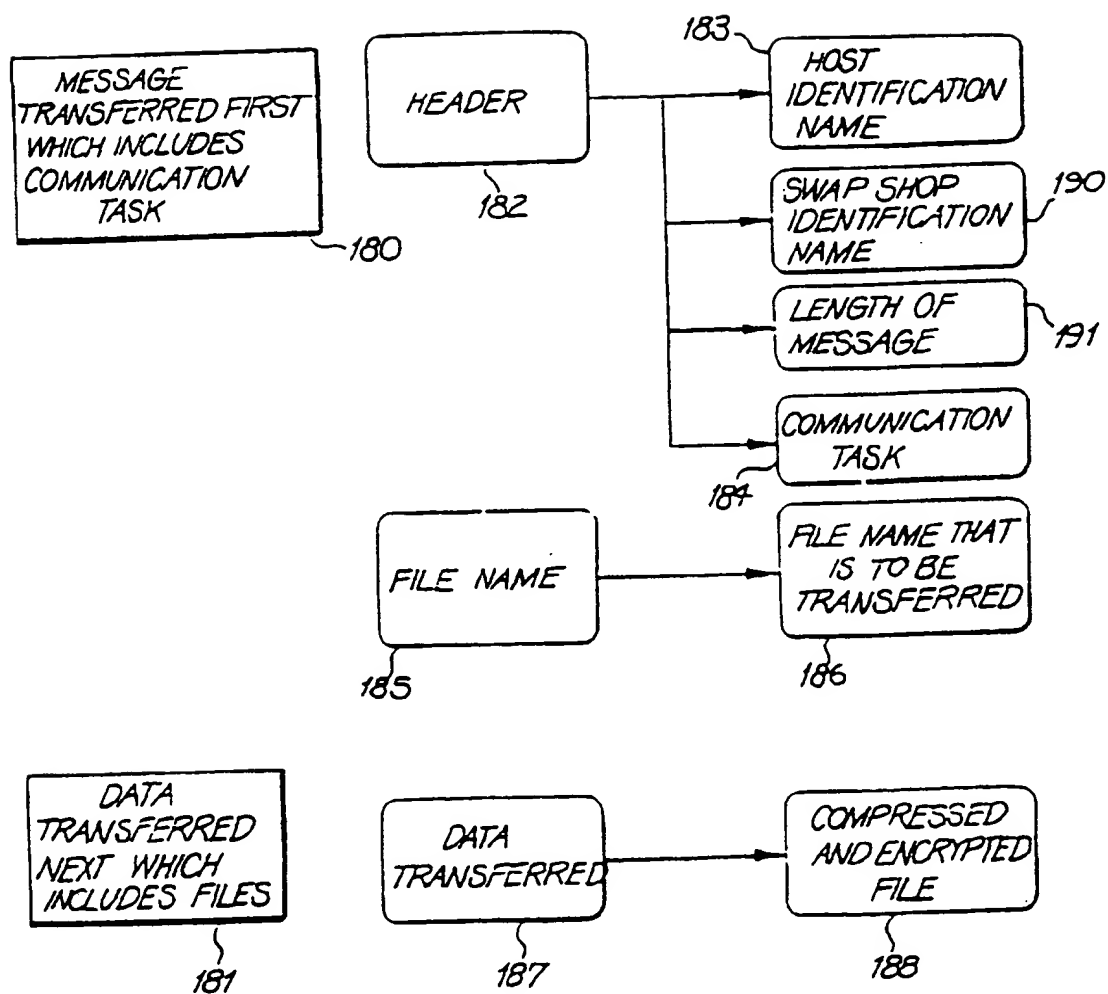 MESSAGE
TRANSFERRED FIRST
WHICH INCLUDES
COMMUNICATION
TASK
180
HEADER
182
183
HOST
IDENTIFICATION
NAME
SWAP SHOP
IDENTIFICATION
NAME
190
LENGTH OF
MESSAGE
191
COMMUNICATION
TASK
184
FILE NAME
185
FILE NAME THAT
IS TO BE
TRANSFERRED
186
DATA
TRANSFERRED
NEXT WHICH
INCLUDES FILES
181
DATA
TRANSFERRED
187
COMPRESSED
AND ENCRYPTED
FILE
188